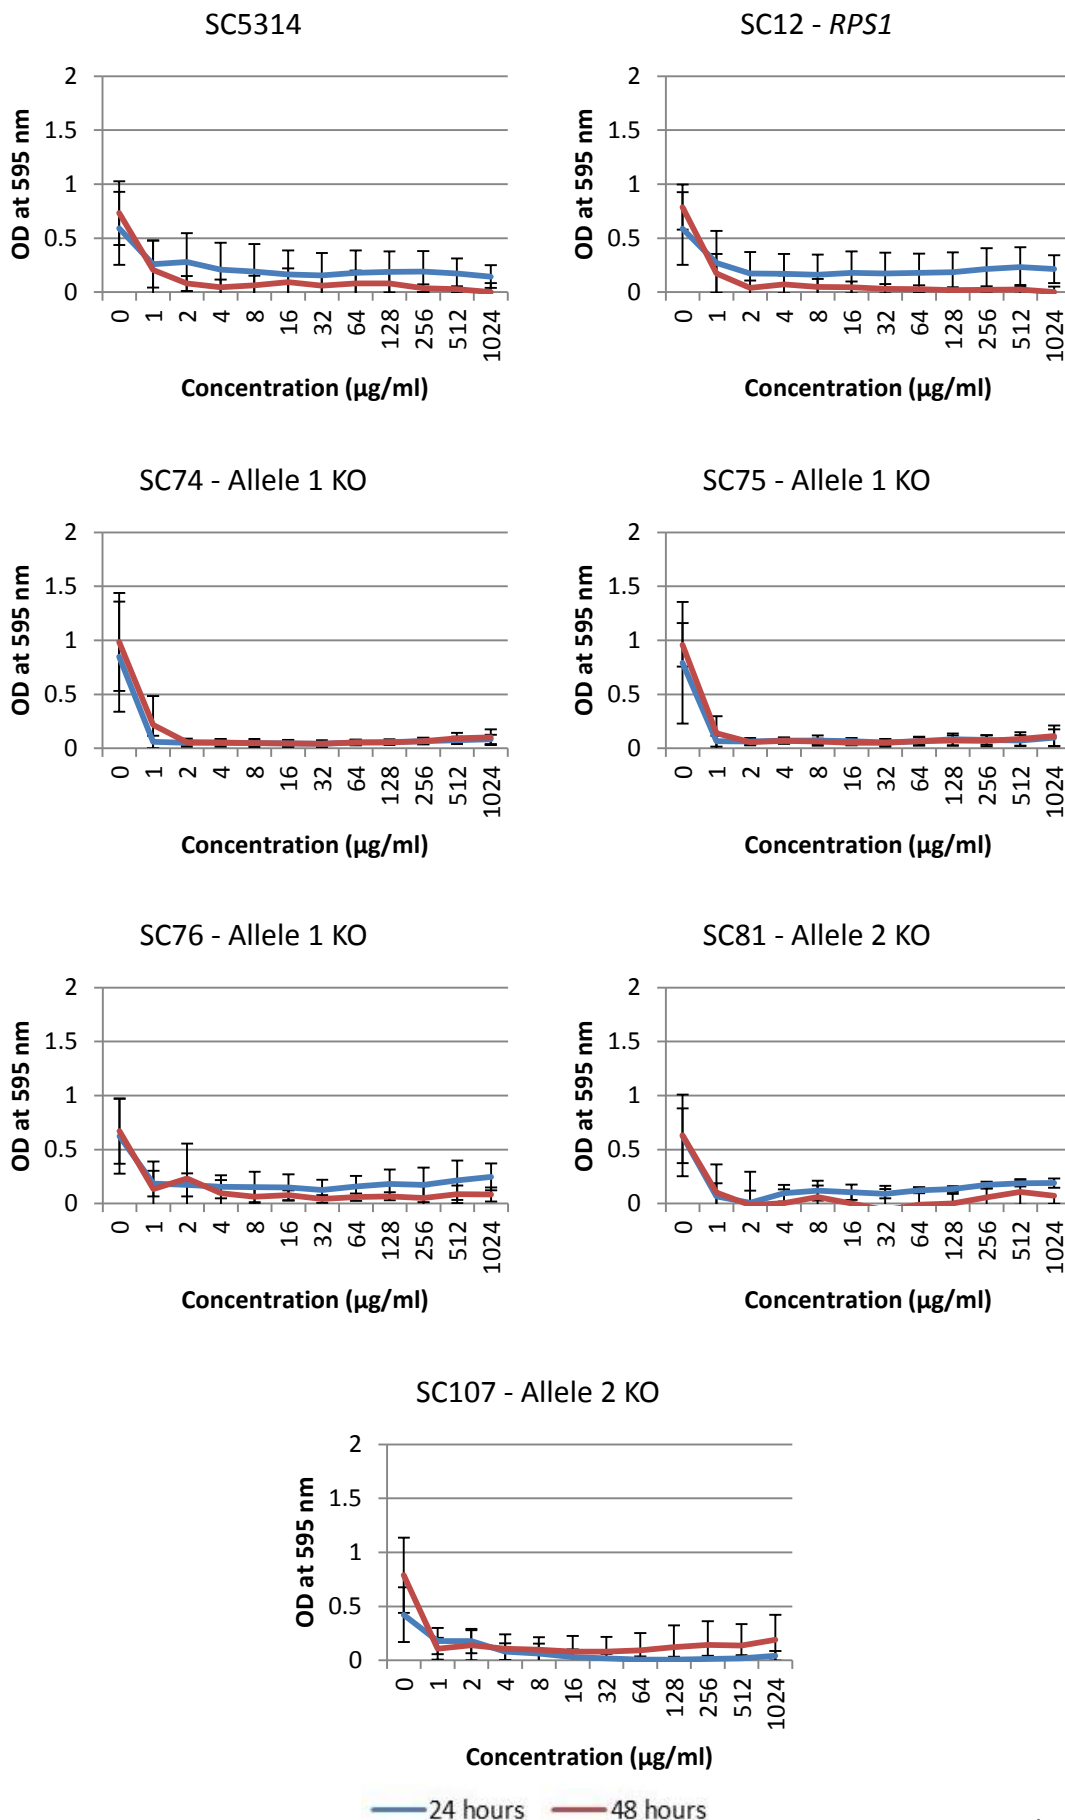 SC5314
SC12 - RPS1
2
1.5
1
0.5
0
OD at 595 nm
0 1 2 4 8 16 32 64 128 256 512 1024
Concentration (µg/ml)
2
1.5
1
0.5
0
OD at 595 nm
0 1 2 4 8 16 32 64 128 256 512 1024
Concentration (µg/ml)
SC74 - Allele 1 KO
SC75 - Allele 1 KO
2
1.5
1
0.5
0
OD at 595 nm
0 1 2 4 8 16 32 64 128 256 512 1024
Concentration (µg/ml)
2
1.5
1
0.5
0
OD at 595 nm
0 1 2 4 8 16 32 64 128 256 512 1024
Concentration (µg/ml)
SC76 - Allele 1 KO
SC81 - Allele 2 KO
2
1.5
1
0.5
0
OD at 595 nm
0 1 2 4 8 16 32 64 128 256 512 1024
Concentration (µg/ml)
2
1.5
1
0.5
0
OD at 595 nm
0 1 2 4 8 16 32 64 128 256 512 1024
Concentration (µg/ml)
SC107 - Allele 2 KO
2
1.5
1
0.5
0
OD at 595 nm
0 1 2 4 8 16 32 64 128 256 512 1024
Concentration (µg/ml)
24 hours 48 hours